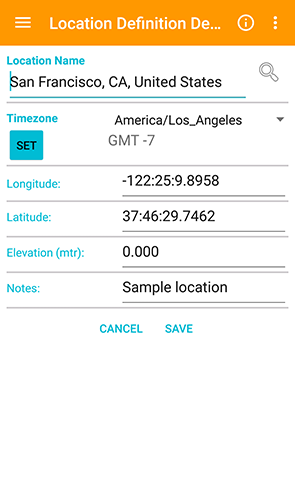 Location Definition De...
Location Name
San Francisco, CA, United States
Timezone
America/Los_Angeles
SET
GMT -7
Longitude:
-122:25:9.8958
Latitude:
37:46:29.7462
Elevation (mtr):
0.000
Notes:
Sample location
CANCEL
SAVE